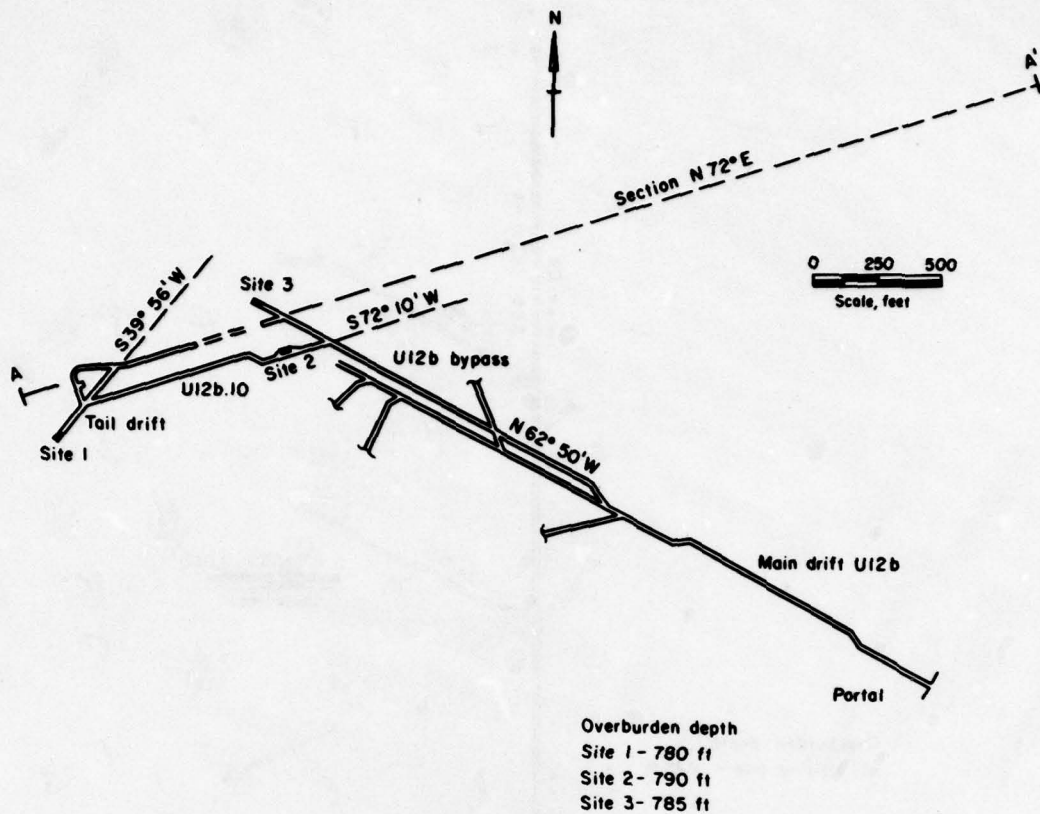 N
A'
Section N 72° E
0 250 500
Scale, feet
Site 3
S 39° 56' W
S 72° 10' W
A
U12b bypass
Site 2
U12b.10
Tail drift
Site 1
N 62° 50' W
Main drift U12b
Portal
Overburden depth
Site 1 - 780 ft
Site 2 - 790 ft
Site 3 - 785 ft